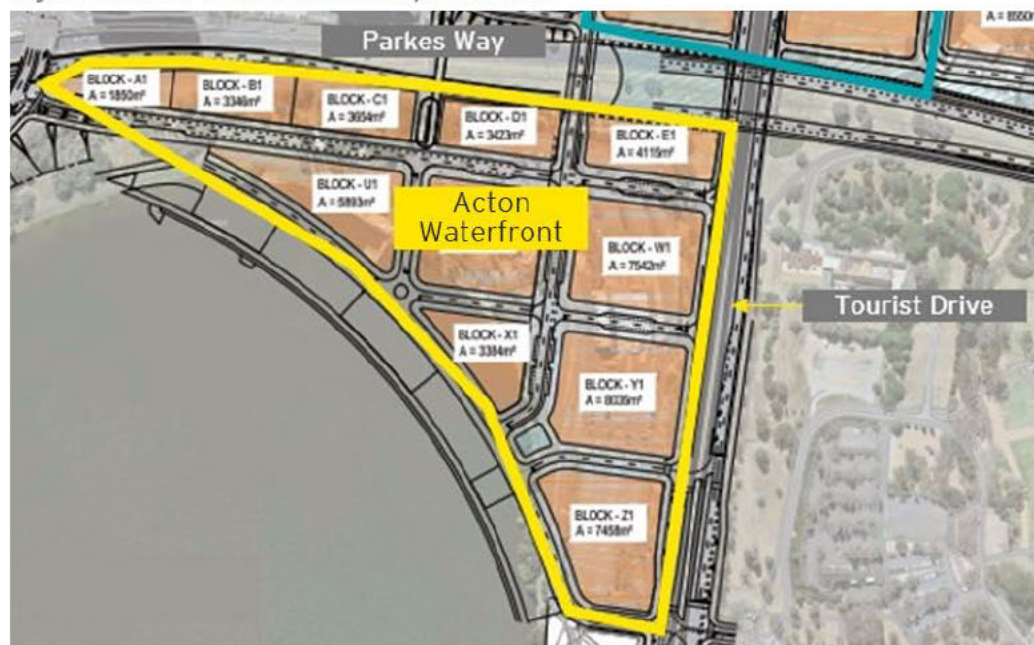 Parkes Way
BLOCK - A1
A = 1850m²
BLOCK - B1
A = 3346m²
BLOCK - C1
A = 3654m²
BLOCK - D1
A = 3423m²
BLOCK - E1
A = 4115m²
BLOCK - U1
A = 5893m²
Acton
Waterfront
BLOCK - W1
A = 7542m²
Tourist Drive
BLOCK - X1
A = 3384m²
BLOCK - Y1
A = 8035m²
BLOCK - Z1
A = 7458m²